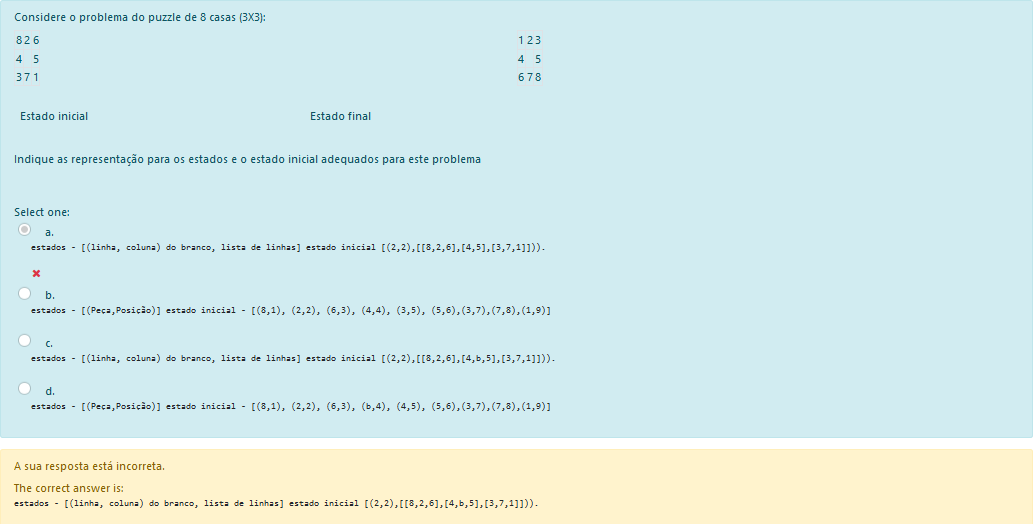 Considere o problema do puzzle de 8 casas (3X3):
8 2 6 1 2 3
4 5 4 5
3 7 1 6 7 8
Estado inicial Estado final
Indique as representação para os estados e o estado inicial adequados para este problema
Select one:
a.
estados - [(linha, coluna) do branco, lista de linhas] estado inicial [(2,2),[[8,2,6],[4,5],[3,7,1]])).
✖
b.
estados - [(Peça,Posição)] estado inicial - [(8,1), (2,2), (6,3), (4,4), (3,5), (5,6),(3,7),(7,8),(1,9)]
c.
estados - [(linha, coluna) do branco, lista de linhas] estado inicial [(2,2),[[8,2,6],[4,b,5],[3,7,1]])).
d.
estados - [(Peça,Posição)] estado inicial - [(8,1), (2,2), (6,3), (b,4), (4,5), (5,6),(3,7),(7,8),(1,9)]
A sua resposta está incorreta.
The correct answer is:
estados - [(linha, coluna) do branco, lista de linhas] estado inicial [(2,2),[[8,2,6],[4,b,5],[3,7,1]])).